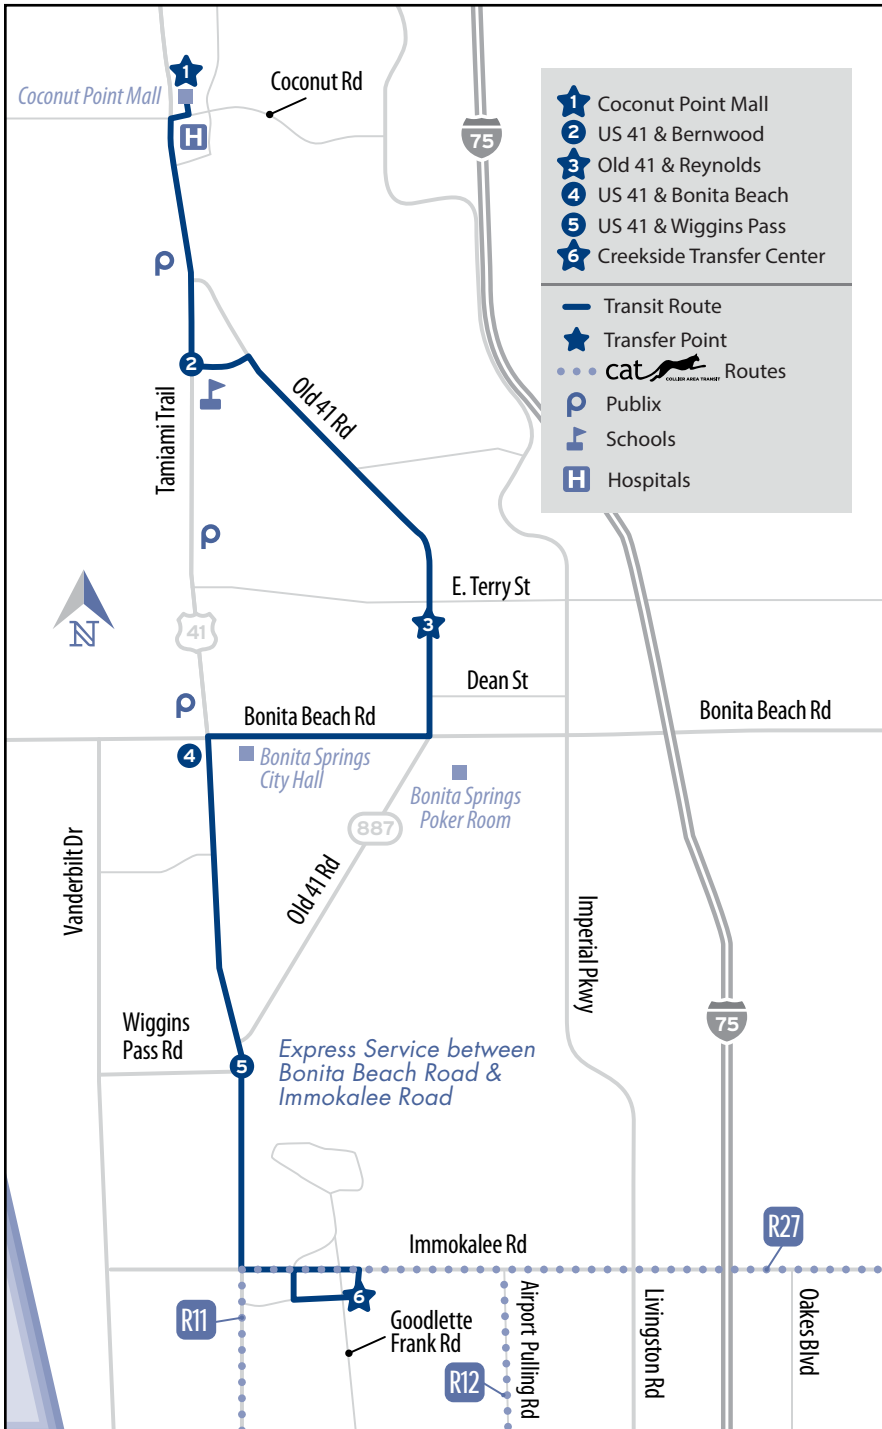 1
Coconut Point Mall
Coconut Rd
H
75
1 Coconut Point Mall
2 US 41 & Bernwood
3 Old 41 & Reynolds
4 US 41 & Bonita Beach
5 US 41 & Wiggins Pass
6 Creekside Transfer Center
Transit Route
Transfer Point
cat COLLIER AREA TRANSIT Routes
p Publix
Schools
H Hospitals
p
2
Old 41 Rd
Tamiami Trail
p
E. Terry St
N
41
3
Dean St
p
Bonita Beach Rd
Bonita Beach Rd
4
Bonita Springs
City Hall
Bonita Springs
Poker Room
887
Vanderbilt Dr
Old 41 Rd
Imperial Pkwy
Wiggins
Pass Rd
75
5
Express Service between
Bonita Beach Road &
Immokalee Road
R27
Immokalee Rd
6
R11
Goodlette
Frank Rd
R12
Airport Pulling Rd
Livingston Rd
Oakes Blvd